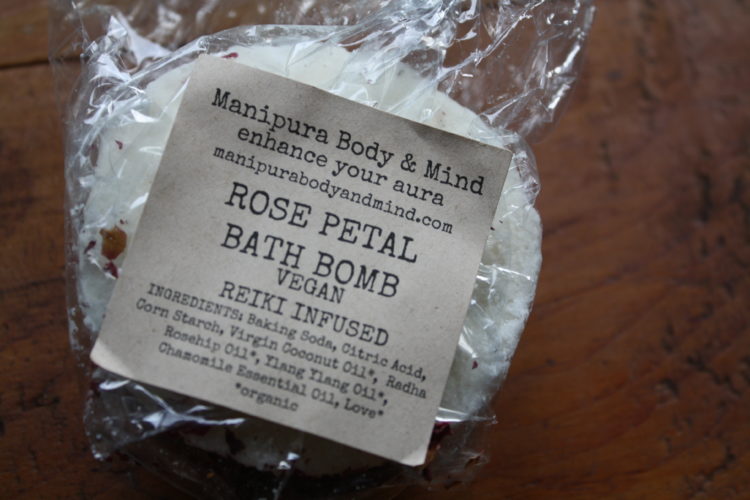 Manipura Body & Mind
enhance your aura
manipurabodyandmind.com
ROSE PETAL
BATH BOMB
VEGAN
REIKI INFUSED
INGREDIENTS: Baking Soda, Citric Acid,
Corn Starch, Virgin Coconut Oil*, Radha
Rosehip Oil*, Ylang Ylang Oil*,
Chamomile Essential Oil, Love*
*organic